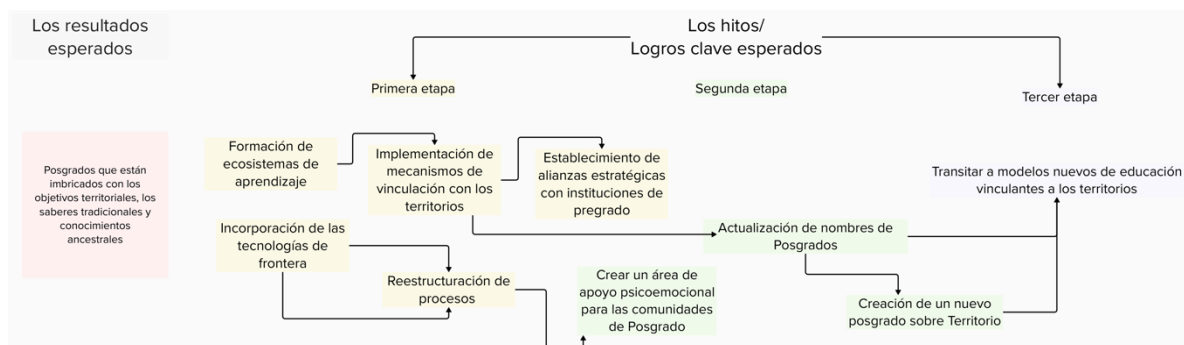 Los resultados
esperados
Los hitos/
Logros clave esperados
Primera etapa
Segunda etapa
Tercer etapa
Posgrados que están
imbricados con los
objetivos territoriales, los
saberes tradicionales y
conocimientos
ancestrales
Formación de
ecosistemas de
aprendizaje
Implementación de
mecanismos de
vinculación con los
territorios
Establecimiento de
alianzas estratégicas
con instituciones de
pregrado
Transitar a modelos nuevos de educación
vinculantes a los territorios
Incorporación de las
tecnologías de
frontera
Reestructuración de
procesos
Actualización de nombres de
Posgrados
Crear un área de
apoyo psicoemocional
para las comunidades
de Posgrado
Creación de un nuevo
posgrado sobre Territorio